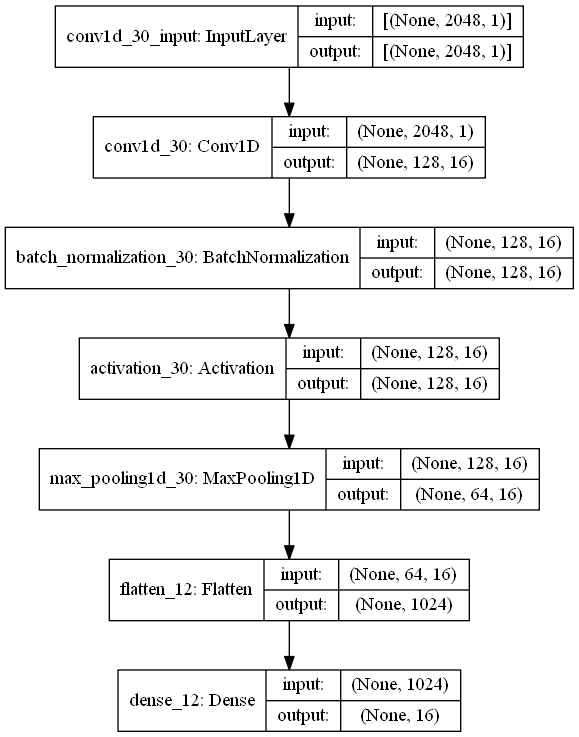 conv1d_30_input: InputLayer
input: [(None, 2048, 1)]
output: [(None, 2048, 1)]
conv1d_30: Conv1D
input: (None, 2048, 1)
output: (None, 128, 16)
batch_normalization_30: BatchNormalization
input: (None, 128, 16)
output: (None, 128, 16)
activation_30: Activation
input: (None, 128, 16)
output: (None, 128, 16)
max_pooling1d_30: MaxPooling1D
input: (None, 128, 16)
output: (None, 64, 16)
flatten_12: Flatten
input: (None, 64, 16)
output: (None, 1024)
dense_12: Dense
input: (None, 1024)
output: (None, 16)